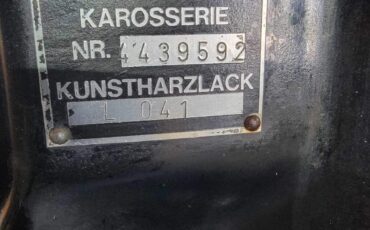 KAROSSERIE
NR. 4439592
KUNSTHARZLACK
L 041